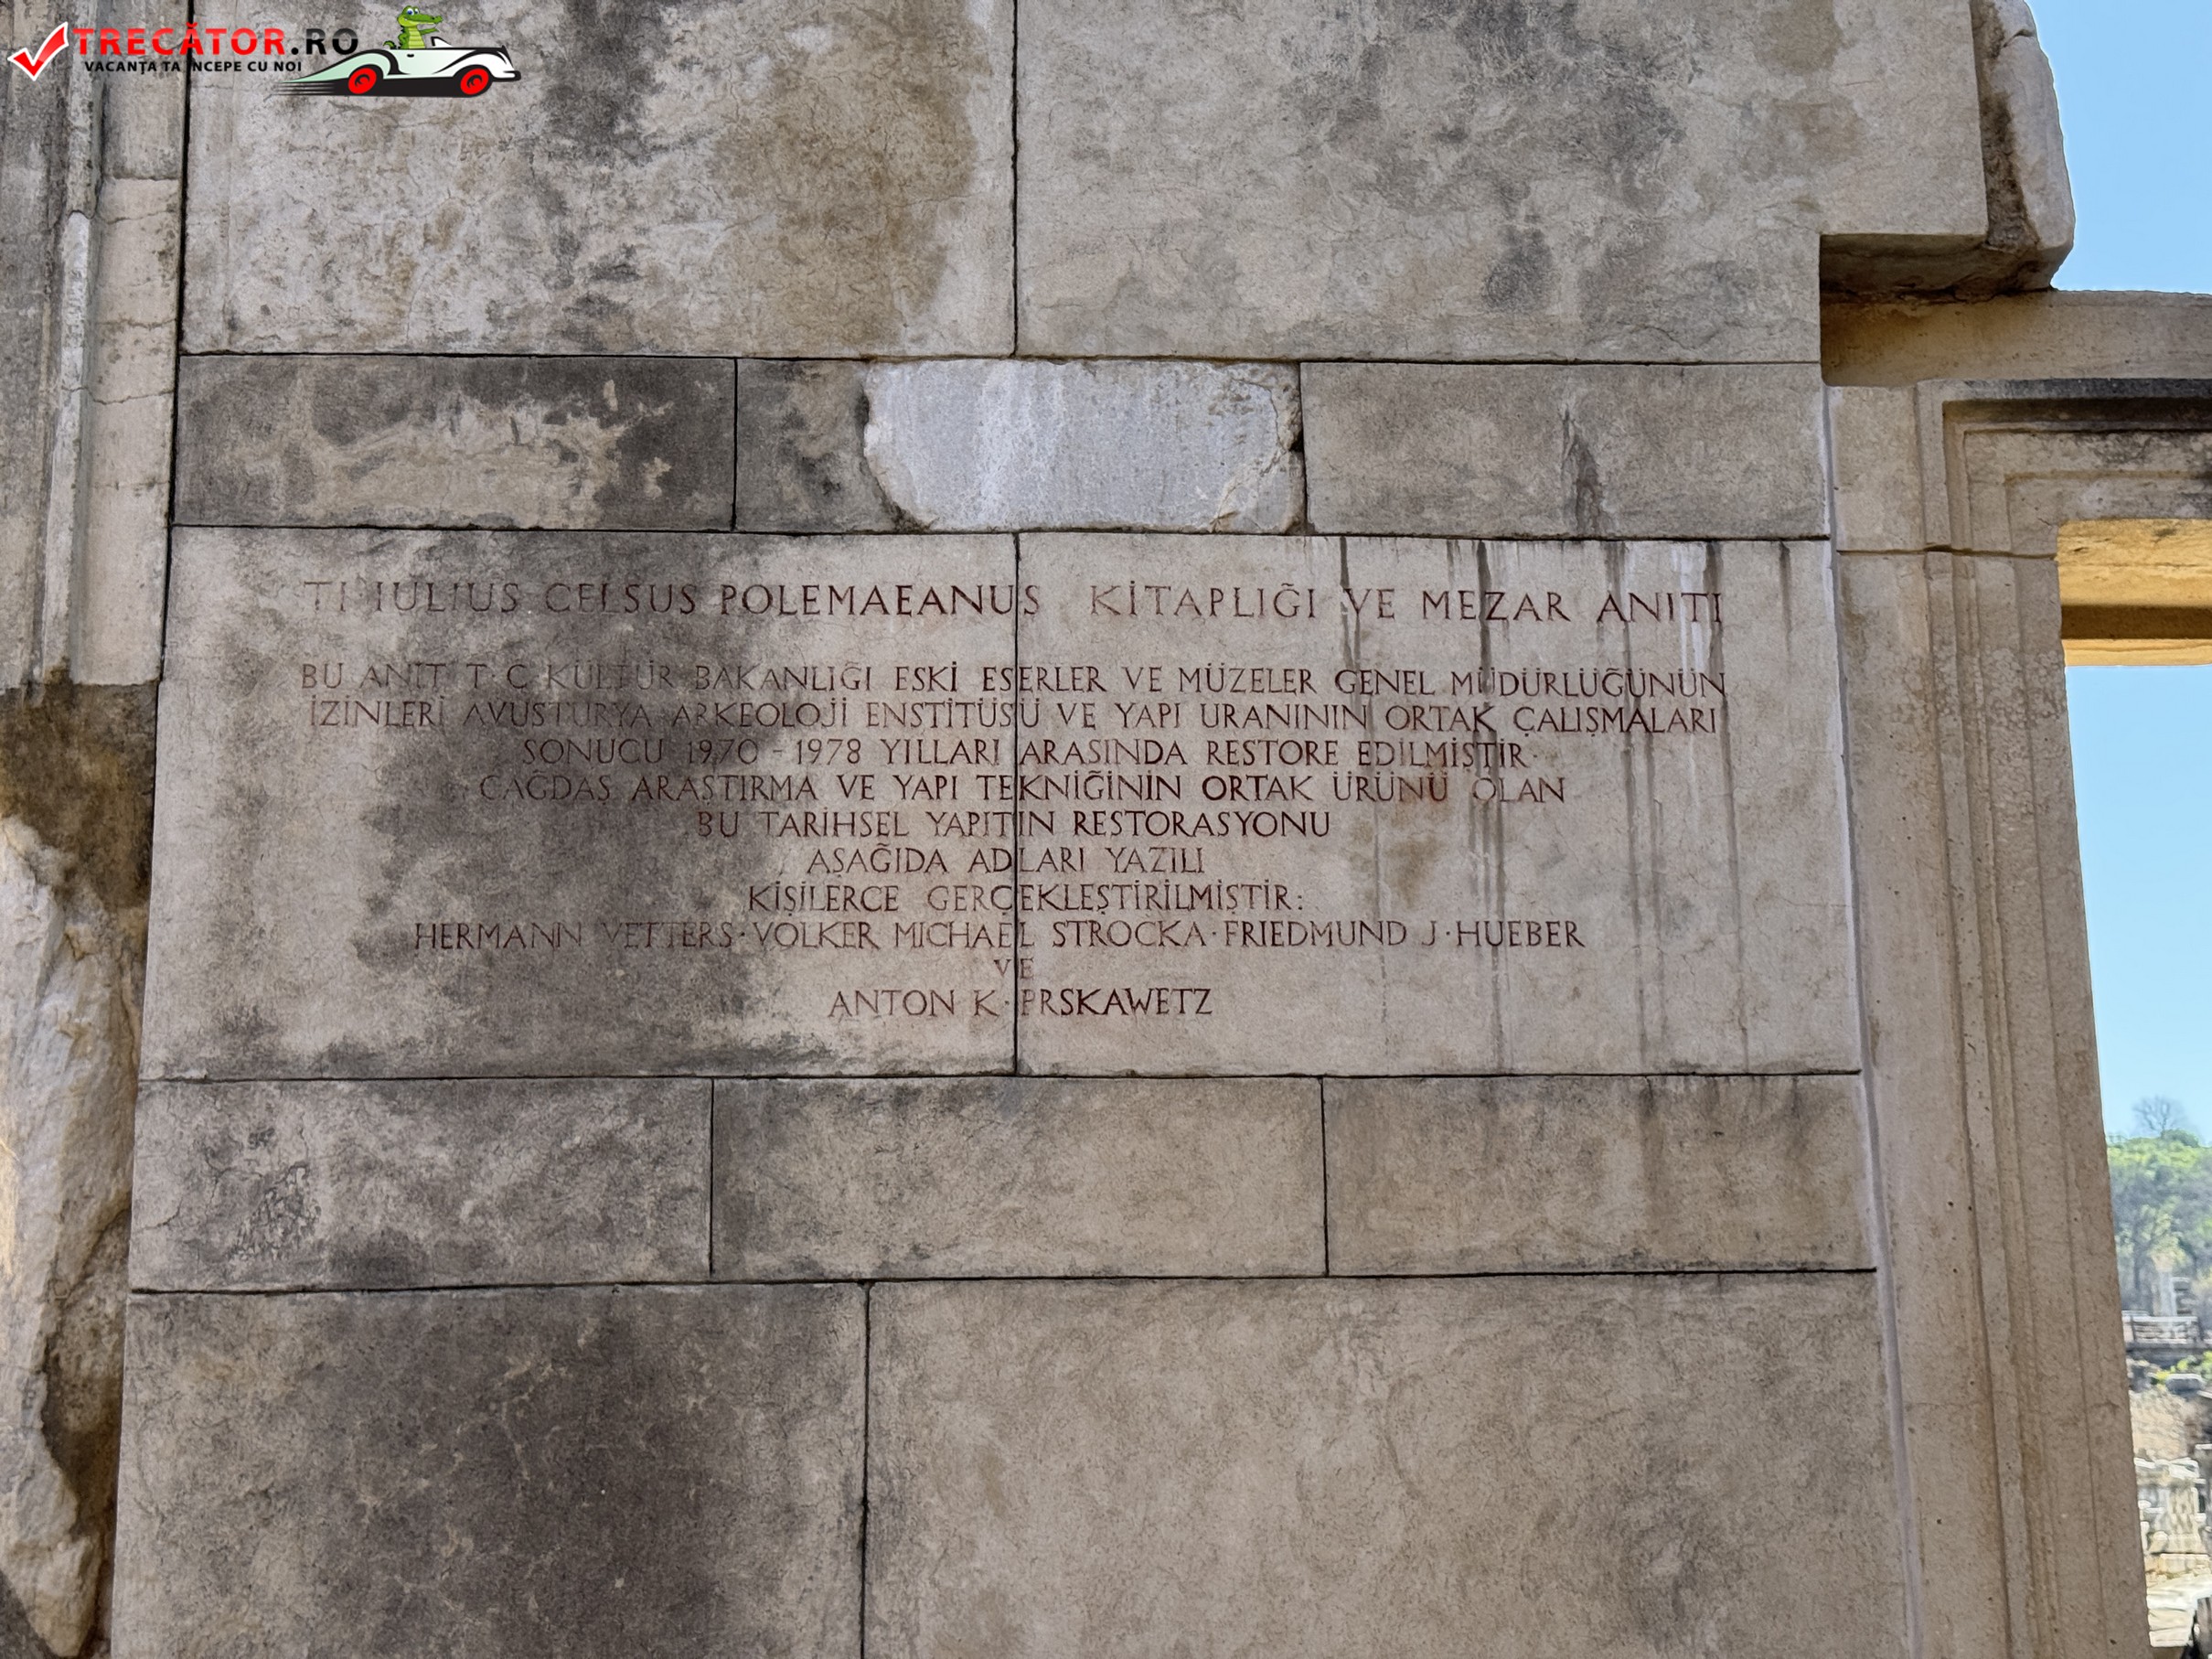 TRECĂTOR.RO
VACANȚA TA ÎNCEPE CU NOI
TI IULIUS CELSUS POLEMAEANUS KİTAPLIĞI VE MEZAR ANITI
BU ANIT T·C KÜLTÜR BAKANLIĞI ESKİ ESERLER VE MÜZELER GENEL MÜDÜRLÜĞÜNÜN
İZİNLERİ AVUSTURYA ARKEOLOJİ ENSTİTÜSÜ VE YAPI URANININ ORTAK ÇALIŞMALARI
SONUCU 1970 - 1978 YILLARI ARASINDA RESTORE EDİLMİŞTİR·
ÇAĞDAŞ ARAŞTIRMA VE YAPI TEKNİĞİNİN ORTAK ÜRÜNÜ OLAN
BU TARİHSEL YAPITIN RESTORASYONU
AŞAĞIDA ADLARI YAZILI
KİŞİLERCE GERÇEKLEŞTİRİLMİŞTİR:
HERMANN VETTERS·VOLKER MICHAEL STROCKA·FRIEDMUND J·HUEBER
VE
ANTON K·PRSKAWETZ